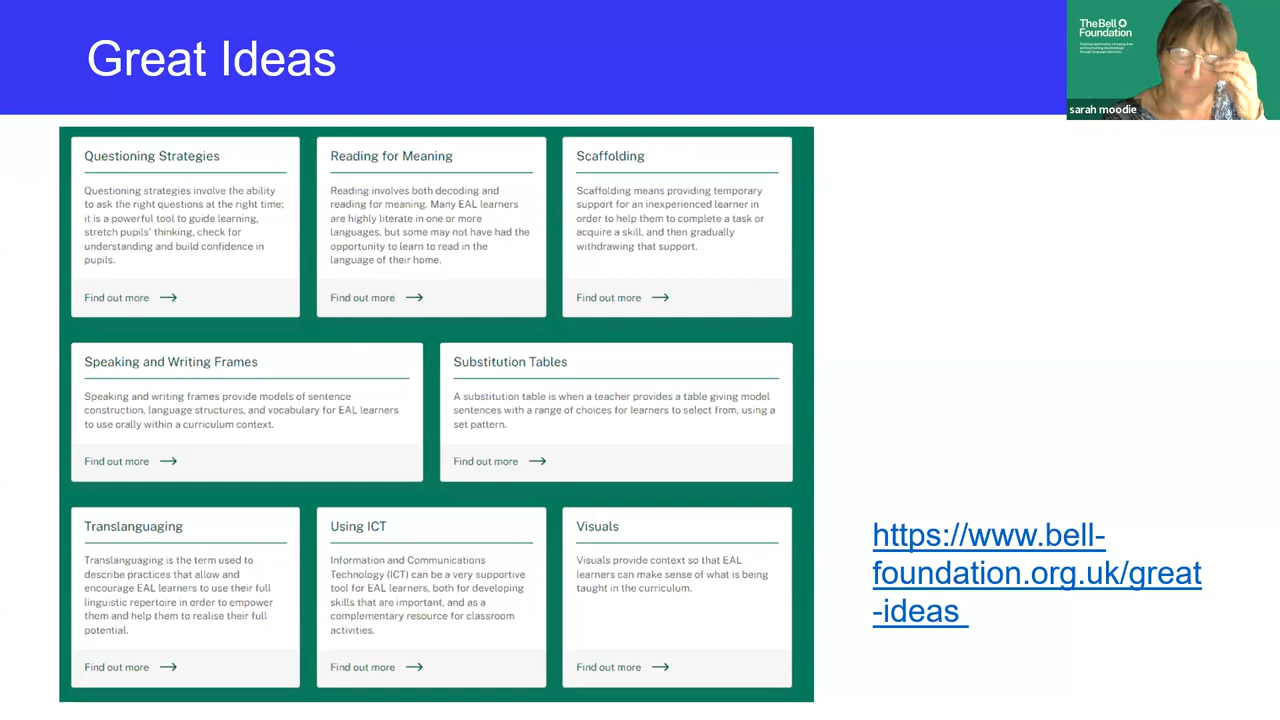 Great Ideas
The Bell
Foundation
sarah moodie
Questioning Strategies
Questioning strategies involve the ability
to ask the right questions at the right time;
it is a powerful tool to guide learning,
stretch pupils' thinking, check for
understanding and build confidence in
pupils.
Find out more
Reading for Meaning
Reading involves both decoding and
reading for meaning. Many EAL learners
are highly literate in one or more
languages, but some may not have had the
opportunity to learn to read in the
language of their home.
Find out more
Scaffolding
Scaffolding means providing temporary
support for an inexperienced learner in
order to help them to complete a task or
acquire a skill, and then gradually
withdrawing that support.
Find out more
Speaking and Writing Frames
Speaking and writing frames provide models of sentence
construction, language structures, and vocabulary for EAL learners
to use orally within a curriculum context.
Find out more
Substitution Tables
A substitution table is when a teacher provides a table giving model
sentences with a range of choices for learners to select from, using a
set pattern.
Find out more
Translanguaging
Translanguaging is the term used to
describe practices that allow and
encourage EAL learners to use their full
linguistic repertoire in order to empower
them and help them to realise their full
potential.
Find out more
Using ICT
Information and Communications
Technology (ICT) can be a very supportive
tool for EAL learners, both for developing
skills that are important, and as a
complementary resource for classroom
activities.
Find out more
Visuals
Visuals provide context so that EAL
learners can make sense of what is being
taught in the curriculum.
Find out more
https://www.bell-
foundation.org.uk/great
-ideas